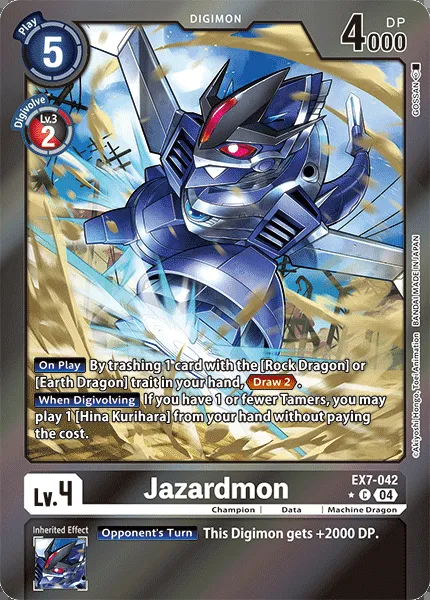 DIGIMON
Play
5
DP
4000
Digivolve
Lv.3
2
GOSSAN
©Akiyoshi Hongo, Toei Animation BANDAI MADE IN JAPAN
On Play By trashing 1 card with the [Rock Dragon] or
[Earth Dragon] trait in your hand, Draw 2 .
When Digivolving If you have 1 or fewer Tamers, you may
play 1 [Hina Kurihara] from your hand without paying
the cost.
EX7-042
Lv.4 Jazardmon
C 04
Champion | Data | Machine Dragon
Inherited Effect
Opponent's Turn This Digimon gets +2000 DP.